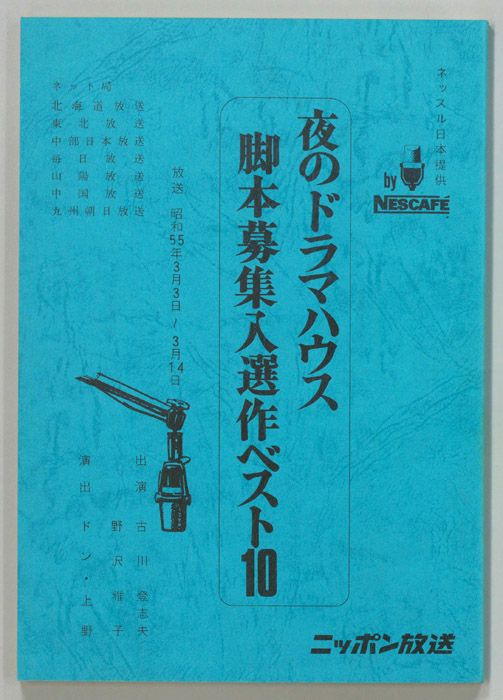 ネッスル日本提供
by
NESCAFÉ
夜のドラマハウス
脚本募集入選作ベスト10
放送 昭和55年3月3日〜3月14日
ネット局
北海道放送
東北放送
中部日本放送
毎日放送
山陽放送
中国放送
九州朝日放送
出演 古川登志夫
野沢雅子
演出 ドン・上野
ニッポン放送